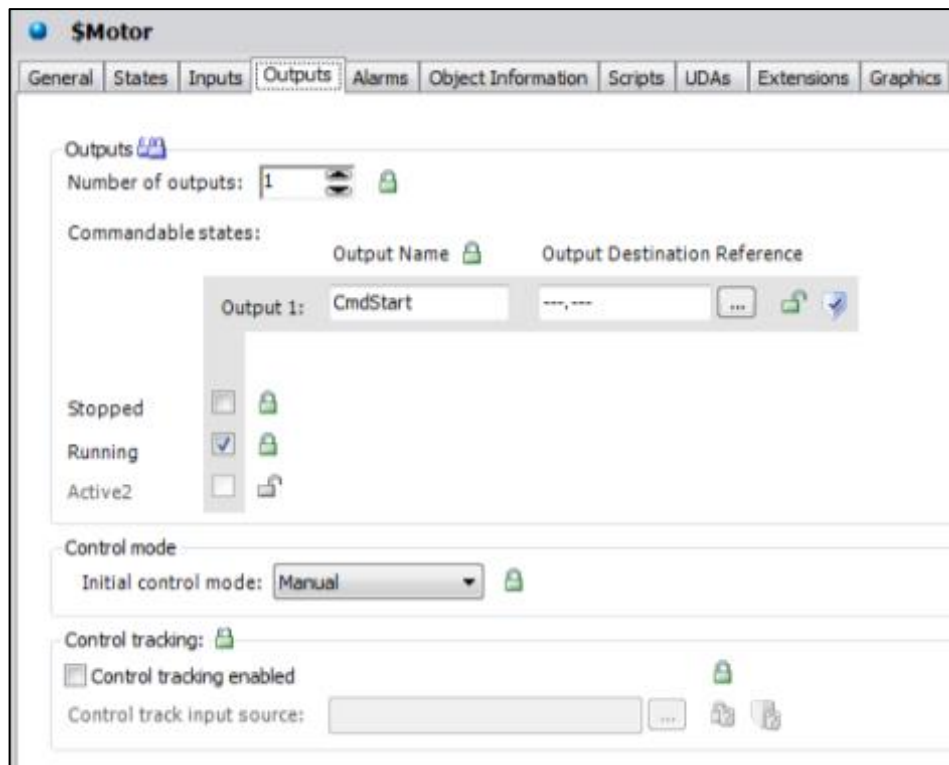 $Motor
General States Inputs Outputs Alarms Object Information Scripts UDAs Extensions Graphics
Outputs
Number of outputs: 1
Commandable states:
Output Name Output Destination Reference
Output 1: CmdStart ---.--- ...
Stopped
Running
Active2
Control mode
Initial control mode: Manual
Control tracking:
Control tracking enabled
Control track input source: ...